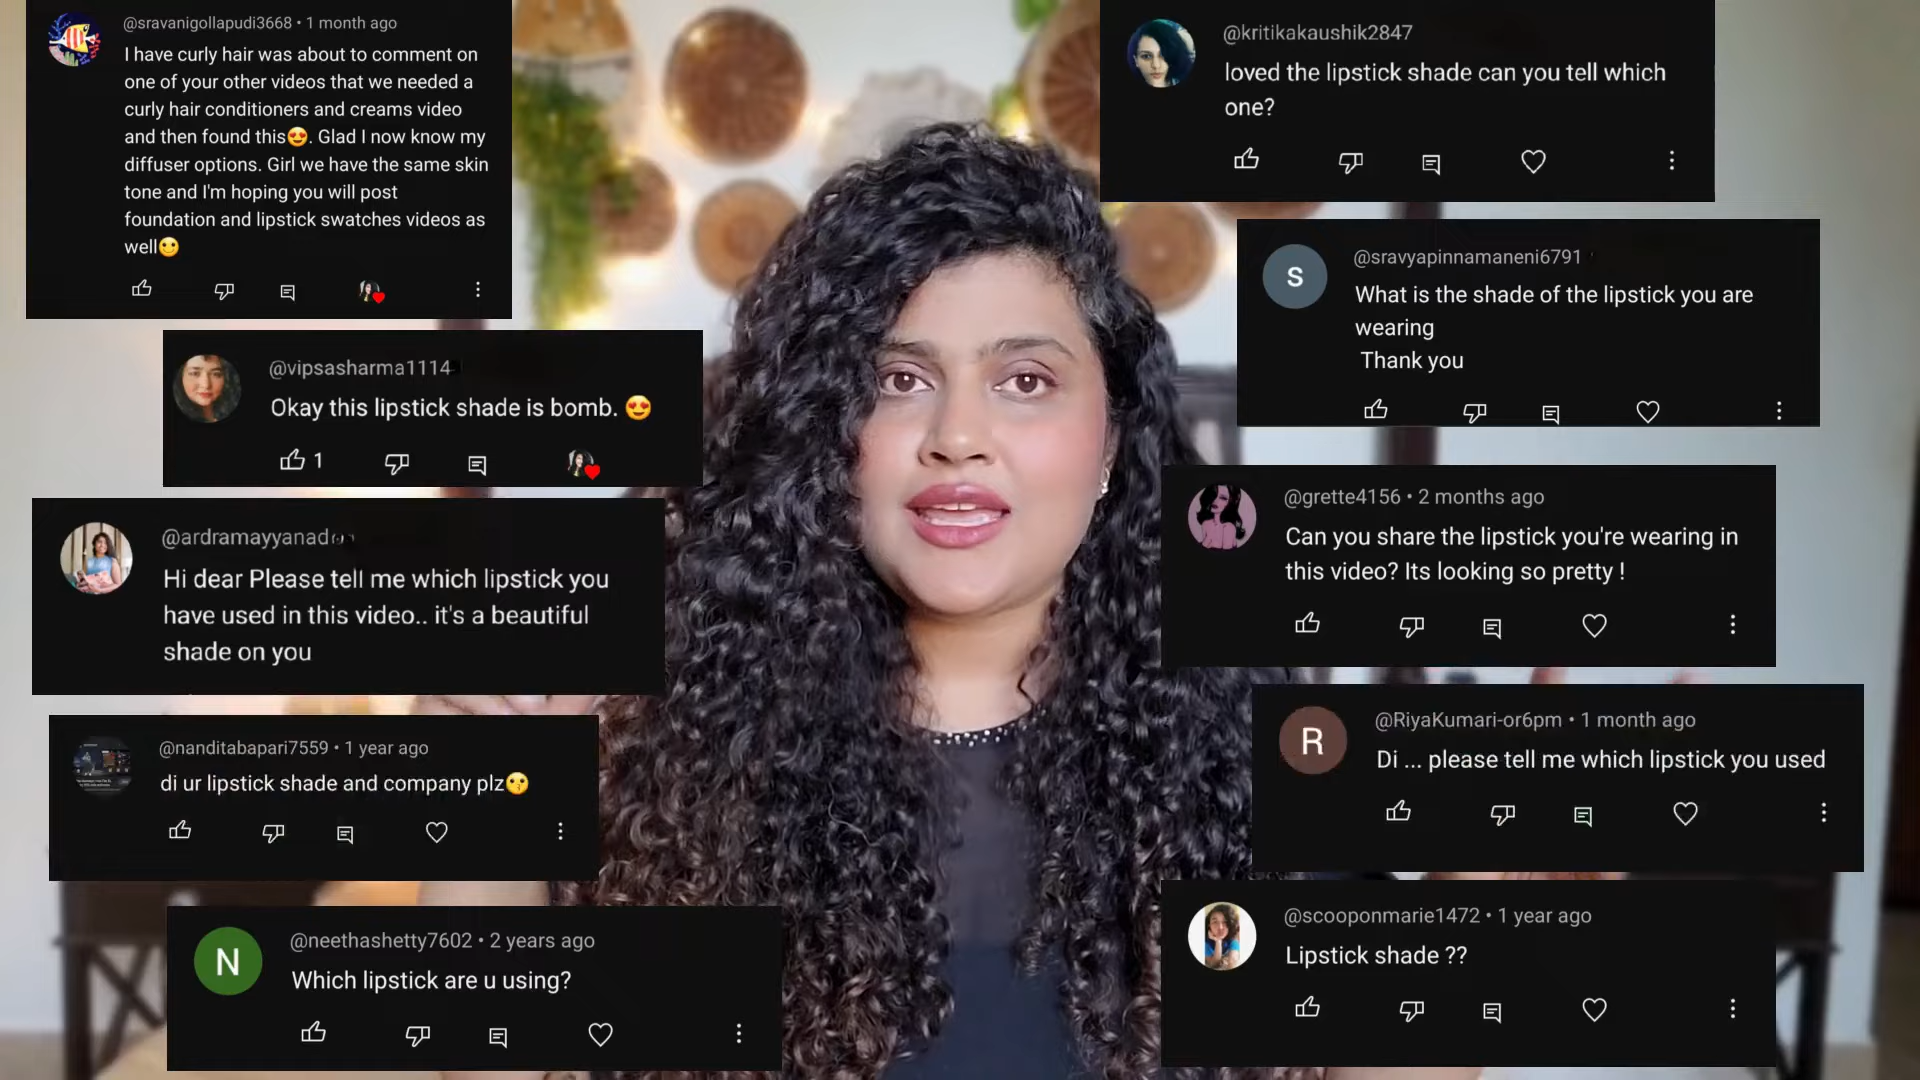 @sravanigollapudi3668 • 1 month ago
I have curly hair was about to comment on
one of your other videos that we needed a
curly hair conditioners and creams video
and then found this😍. Glad I now know my
diffuser options. Girl we have the same skin
tone and I'm hoping you will post
foundation and lipstick swatches videos as
well🙂
@vipsasharma1114
Okay this lipstick shade is bomb. 😍
1
Hi dear Please tell me which lipstick you
have used in this video.. it's a beautiful
shade on you
@nanditabapari7559 • 1 year ago
di ur lipstick shade and company plz😗
N
@neethashetty7602 • 2 years ago
Which lipstick are u using?
@kritikakaushik2847
loved the lipstick shade can you tell which
one?
S
@sravyapinnamaneni6791
What is the shade of the lipstick you are
wearing
Thank you
@grette4156 • 2 months ago
Can you share the lipstick you're wearing in
this video? Its looking so pretty !
R
@RiyaKumari-or6pm • 1 month ago
Di ... please tell me which lipstick you used
@scooponmarie1472 • 1 year ago
Lipstick shade ??